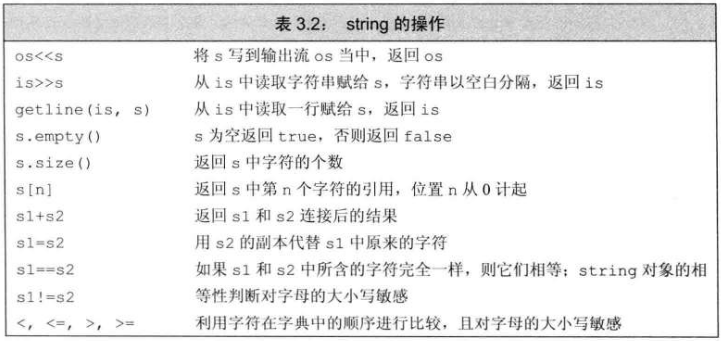 表 3.2： string 的操作
os<<s 将 s 写到输出流 os 当中，返回 os
is>>s 从 is 中读取字符串赋给 s，字符串以空白分隔，返回 is
getline(is, s) 从 is 中读取一行赋给 s，返回 is
s.empty() s 为空返回 true，否则返回 false
s.size() 返回 s 中字符的个数
s[n] 返回 s 中第 n 个字符的引用，位置 n 从 0 计起
s1+s2 返回 s1 和 s2 连接后的结果
s1=s2 用 s2 的副本代替 s1 中原来的字符
s1==s2 如果 s1 和 s2 中所含的字符完全一样，则它们相等；string 对象的相
s1!=s2 等性判断对字母的大小写敏感
<, <=, >, >= 利用字符在字典中的顺序进行比较，且对字母的大小写敏感